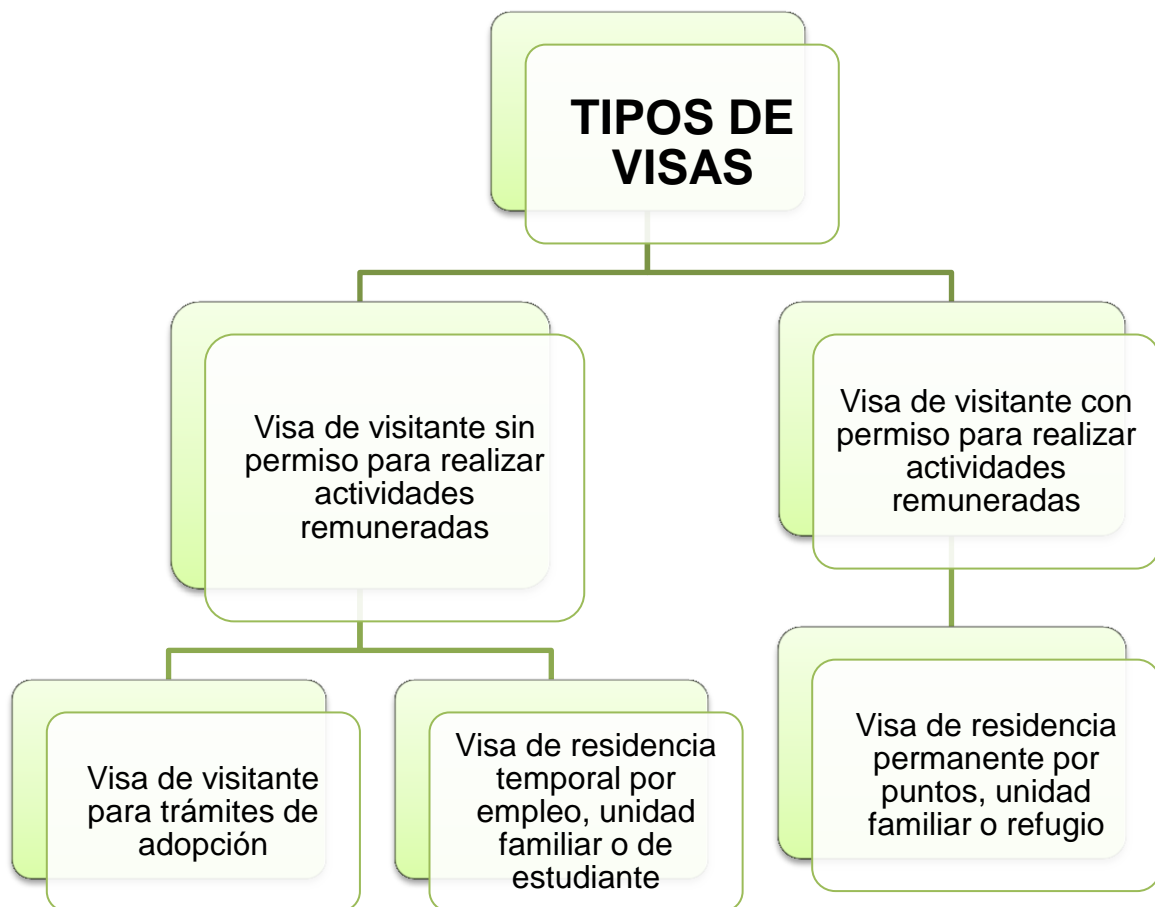 TIPOS DE
VISAS
Visa de visitante sin
permiso para realizar
actividades
remuneradas
Visa de visitante con
permiso para realizar
actividades
remuneradas
Visa de visitante
para trámites de
adopción
Visa de residencia
temporal por
empleo, unidad
familiar o de
estudiante
Visa de residencia
permanente por
puntos, unidad
familiar o refugio